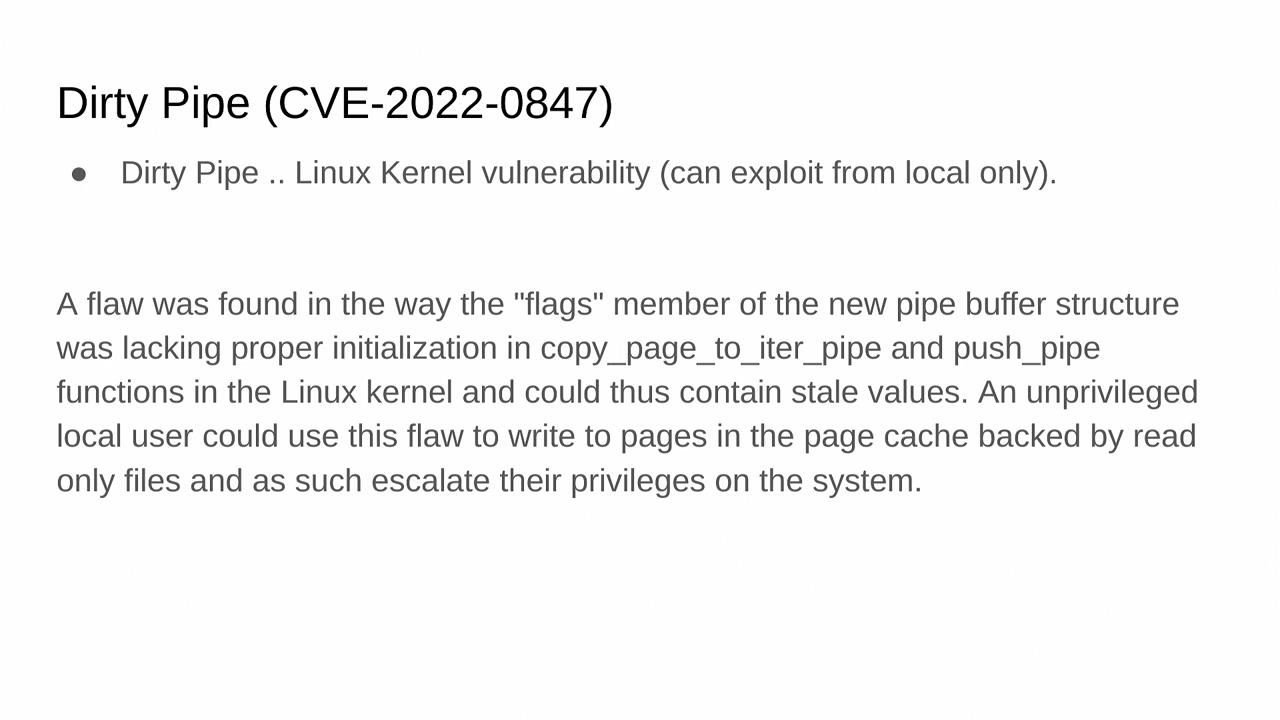 Dirty Pipe (CVE-2022-0847)
● Dirty Pipe .. Linux Kernel vulnerability (can exploit from local only).
A flaw was found in the way the "flags" member of the new pipe buffer structure
was lacking proper initialization in copy_page_to_iter_pipe and push_pipe
functions in the Linux kernel and could thus contain stale values. An unprivileged
local user could use this flaw to write to pages in the page cache backed by read
only files and as such escalate their privileges on the system.